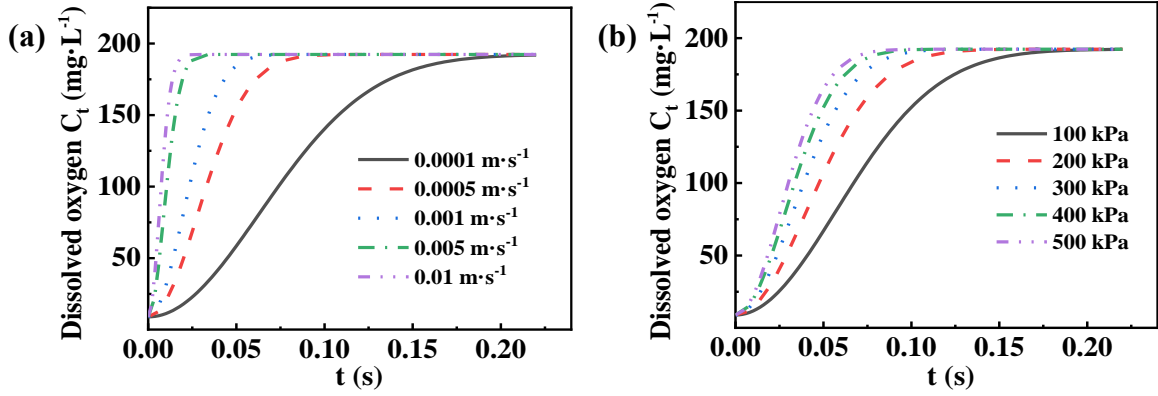 (a)
Dissolved oxygen Cₜ (mg·L⁻¹)
200
150
100
50
0.00 0.05 0.10 0.15 0.20
t (s)
0.0001 m·s⁻¹
0.0005 m·s⁻¹
0.001 m·s⁻¹
0.005 m·s⁻¹
0.01 m·s⁻¹
(b)
Dissolved oxygen Cₜ (mg·L⁻¹)
200
150
100
50
0.00 0.05 0.10 0.15 0.20
t (s)
100 kPa
200 kPa
300 kPa
400 kPa
500 kPa